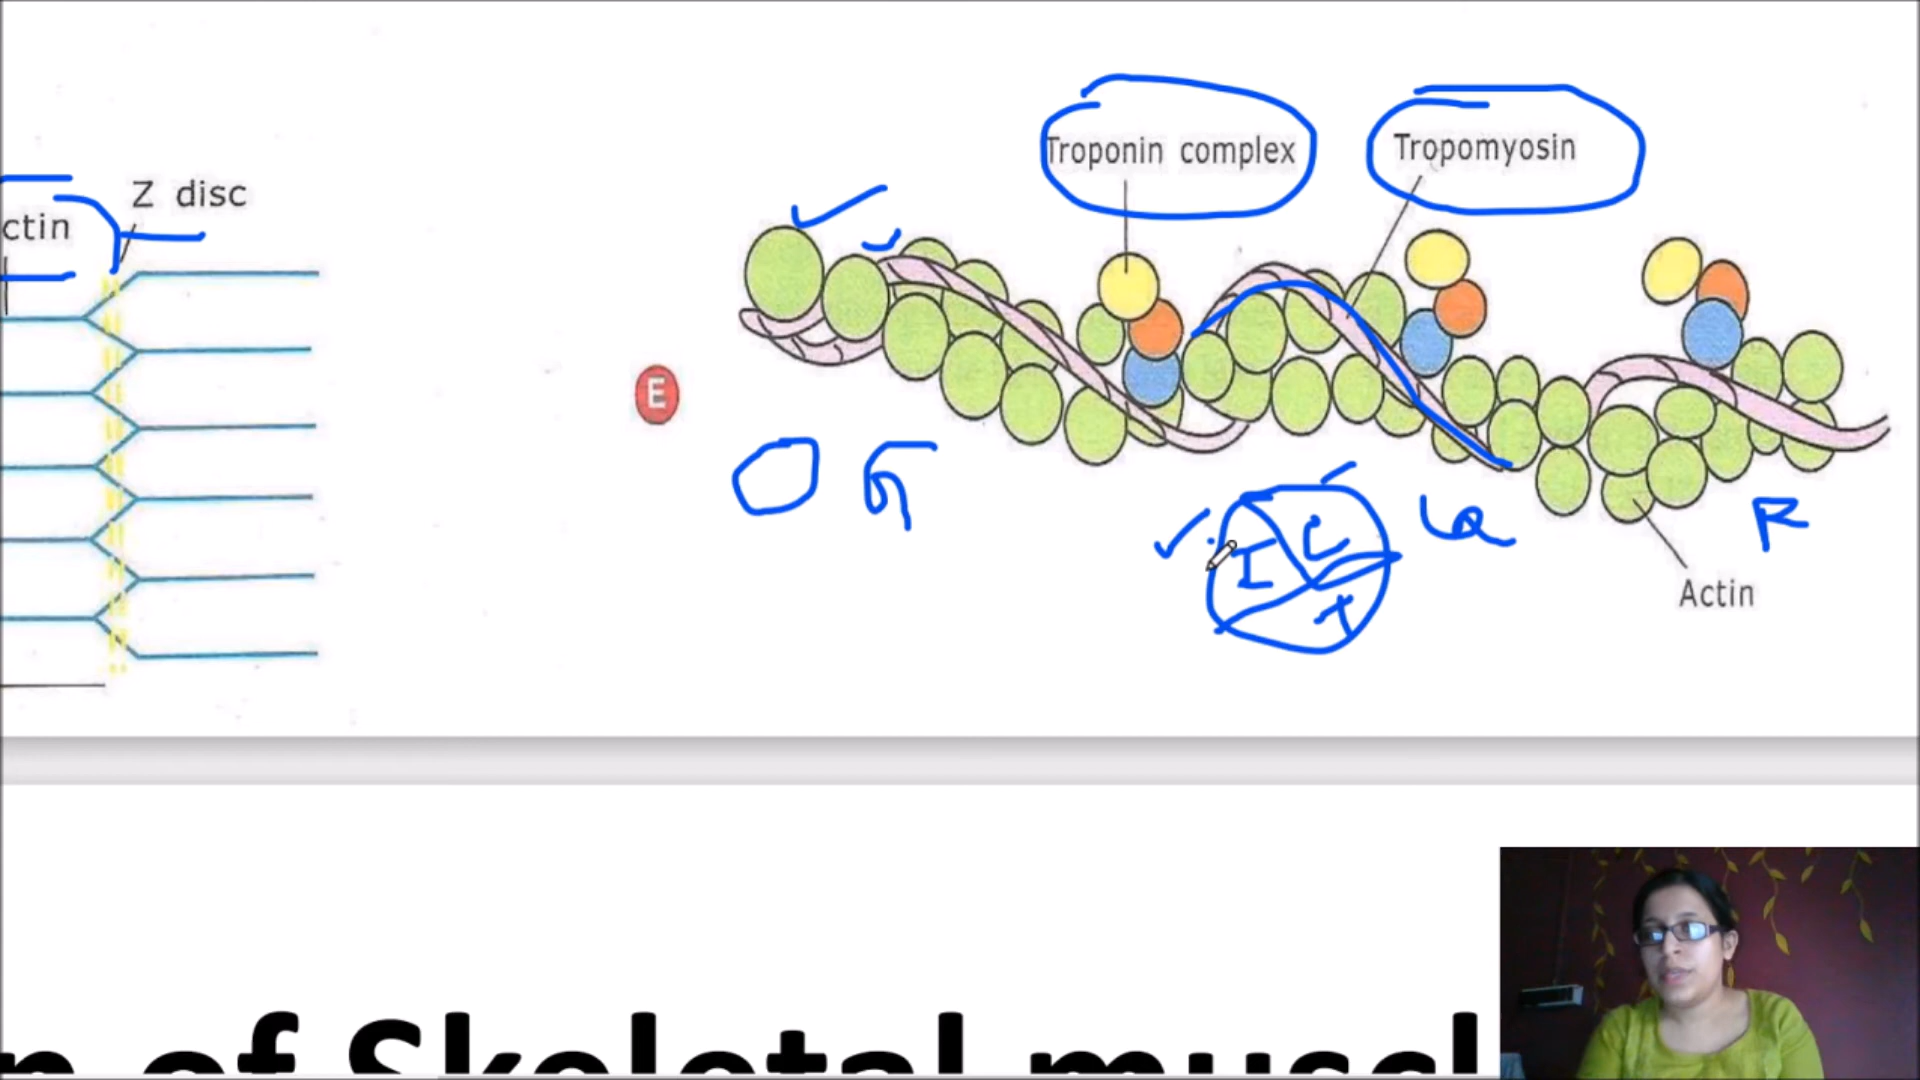 Troponin complex
Tropomyosin
Z disc
ctin
E
G
I C
T
R
Actin
n of Skeletal muscl